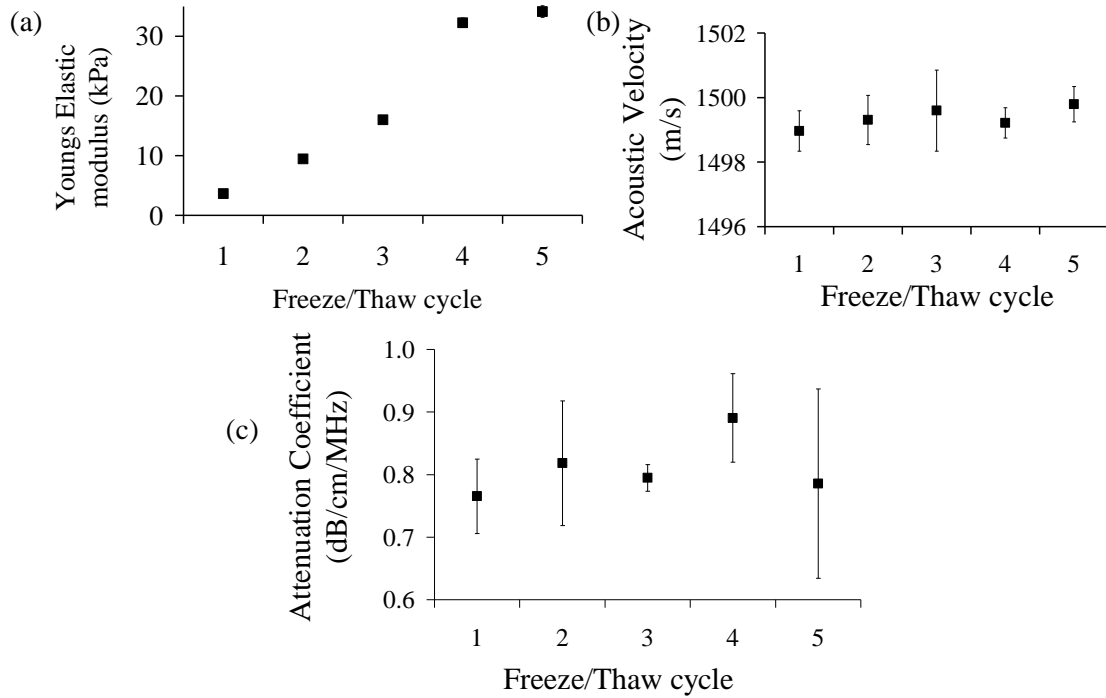 (a)
Youngs Elastic
modulus (kPa)
30
20
10
0
1 2 3 4 5
Freeze/Thaw cycle
(b)
Acoustic Velocity
(m/s)
1502
1500
1498
1496
1 2 3 4 5
Freeze/Thaw cycle
(c)
Attenuation Coefficient
(dB/cm/MHz)
1.0
0.9
0.8
0.7
0.6
1 2 3 4 5
Freeze/Thaw cycle